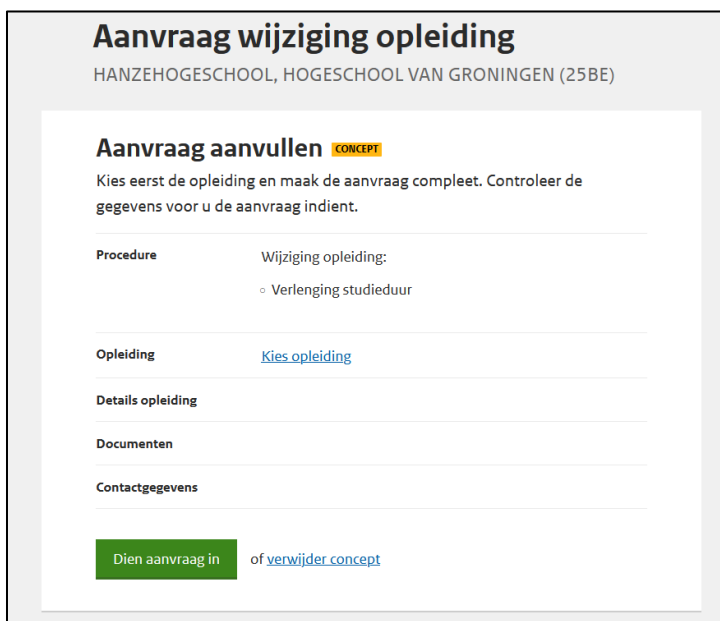 Aanvraag wijziging opleiding
HANZEHOGESCHOOL, HOGESCHOOL VAN GRONINGEN (25BE)
Aanvraag aanvullen CONCEPT
Kies eerst de opleiding en maak de aanvraag compleet. Controleer de
gegevens voor u de aanvraag indient.
Procedure Wijziging opleiding:
○ Verlenging studieduur
Opleiding Kies opleiding
Details opleiding
Documenten
Contactgegevens
Dien aanvraag in of verwijder concept